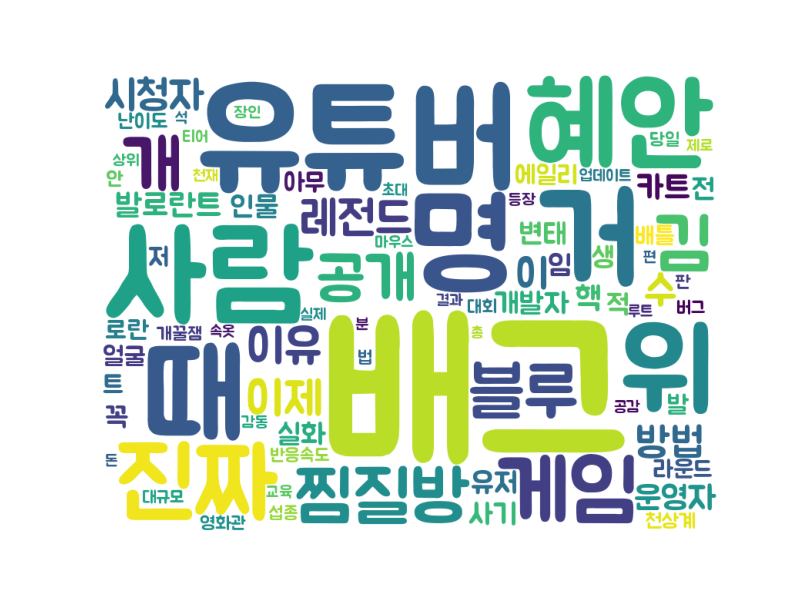 시청자
난이도
석
티어
유튜버
장인
혜안
당일
제로
개
상위
안
천재
아무
초대
에일리
업데이트
카트
전
발로란트
인물
레전드
명
등장
거
변태
배틀
김
마우스
저
사람
공개
이
임
생
편
판
결과
대회
개발자
핵
적
수
루트
버그
로란
개꿀잼
속옷
실제
얼굴
이유
분
법
총
때
배그
블루
위
트
꼭
이제
감동
실화
공감
발
방법
진짜
반응속도
라운드
돈
대규모
교육
찜질방
유저
게임
운영자
영화관
섭종
사기
천상계